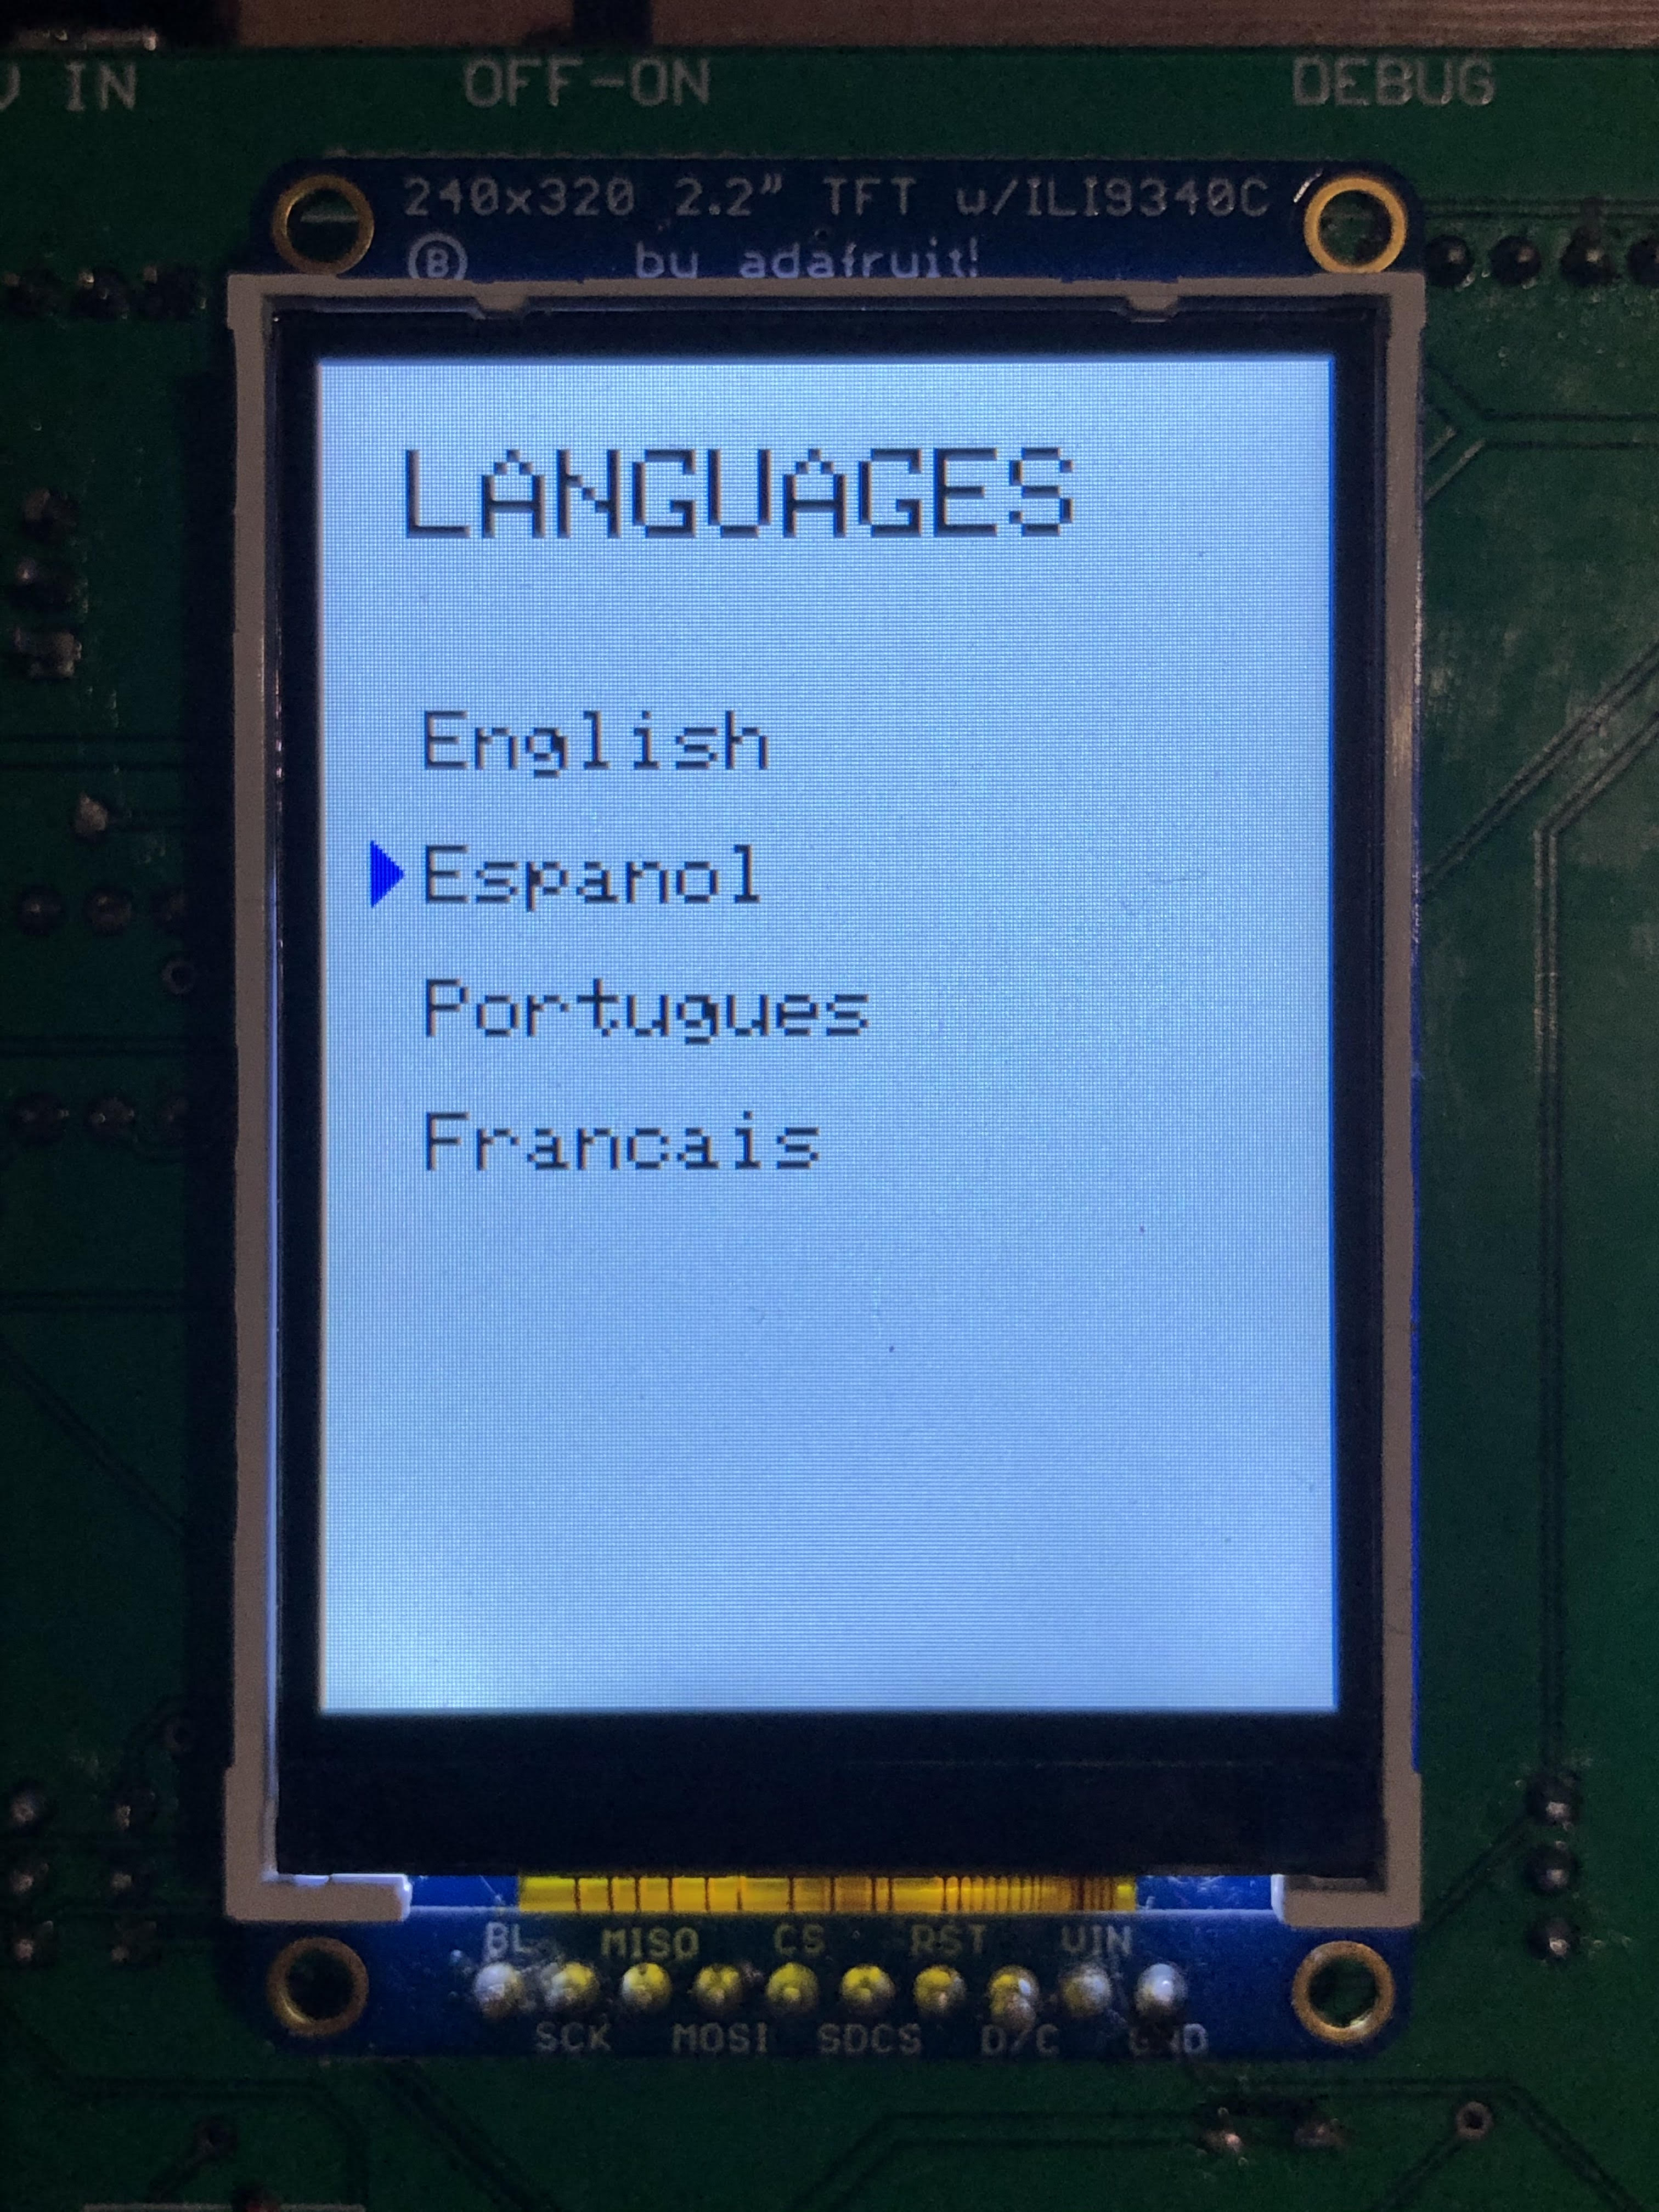 IN OFF-ON DEBUG
240x320 2.2" TFT w/ILI9340C
B by adafruit!
LANGUAGES
English
Espanol
Portugues
Francais
BL MISO CS RST VIN
SCK MOSI SDCS D/C GND